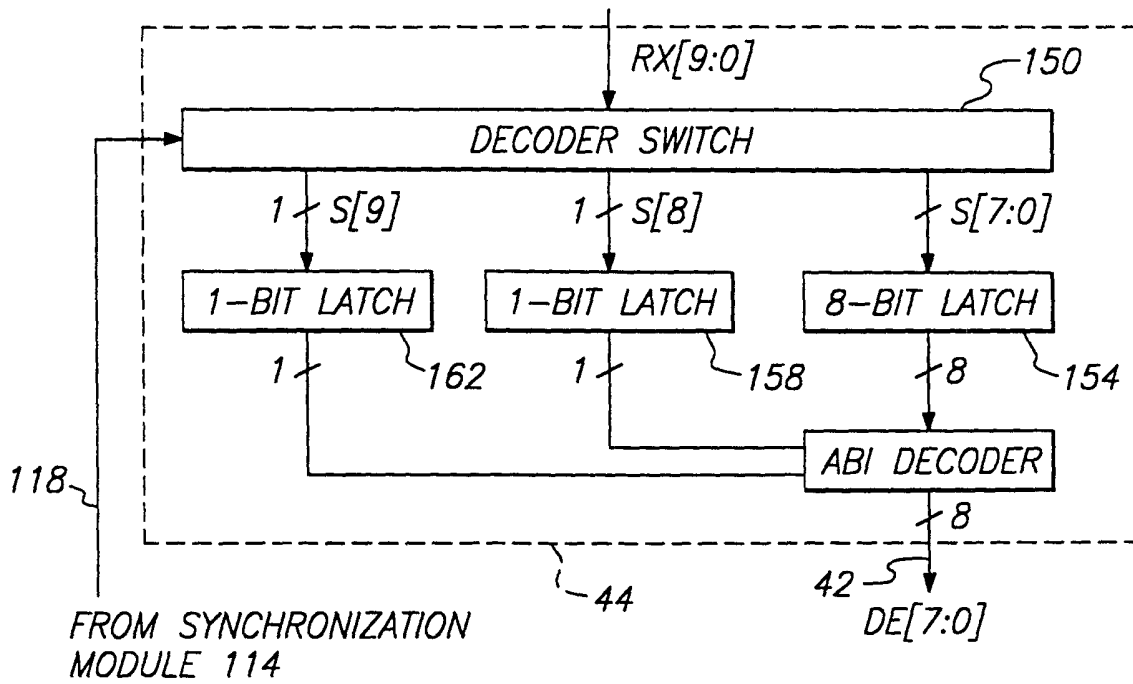 RX[9:0]
150
DECODER SWITCH
1 S[9]
1 S[8]
S[7:0]
1-BIT LATCH
1-BIT LATCH
8-BIT LATCH
1
162
1
158
8
154
ABI DECODER
118
8
42
44
DE[7:0]
FROM SYNCHRONIZATION
MODULE 114